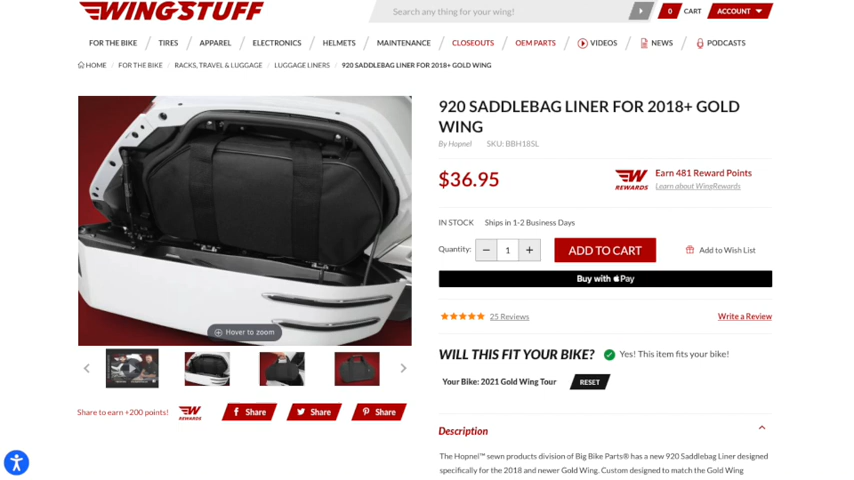 WINGSTUFF
Search any thing for your wing!
0 CART
ACCOUNT
FOR THE BIKE / TIRES / APPAREL / ELECTRONICS / HELMETS / MAINTENANCE / CLOSEOUTS / OEM PARTS / VIDEOS / NEWS / PODCASTS
HOME / FOR THE BIKE / RACKS, TRAVEL & LUGGAGE / LUGGAGE LINERS / 920 SADDLEBAG LINER FOR 2018+ GOLD WING
Hover to zoom
Share to earn +200 points!
REWARDS
Share
Share
Share
920 SADDLEBAG LINER FOR 2018+ GOLD
WING
By Hopnel SKU: BBH18SL
$36.95
REWARDS
Earn 481 Reward Points
Learn about WingRewards
IN STOCK Ships in 1-2 Business Days
Quantity: − 1 + ADD TO CART Add to Wish List
Buy with Pay
25 Reviews Write a Review
WILL THIS FIT YOUR BIKE? Yes! This item fits your bike!
Your Bike: 2021 Gold Wing Tour RESET
Description
The Hopnel™ sewn products division of Big Bike Parts® has a new 920 Saddlebag Liner designed
specifically for the 2018 and newer Gold Wing. Custom designed to match the Gold Wing